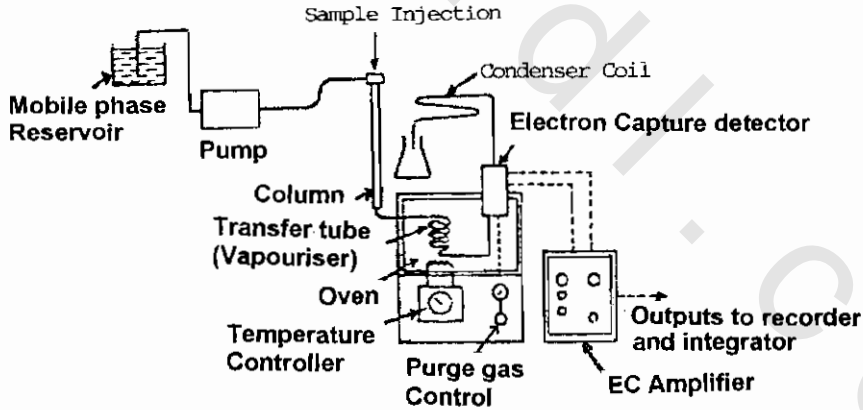 Sample Injection
Condenser Coil
Mobile phase
Reservoir
Pump
Electron Capture detector
Column
Transfer tube
(Vapouriser)
Oven
Temperature
Controller
Purge gas
Control
Outputs to recorder
and integrator
EC Amplifier